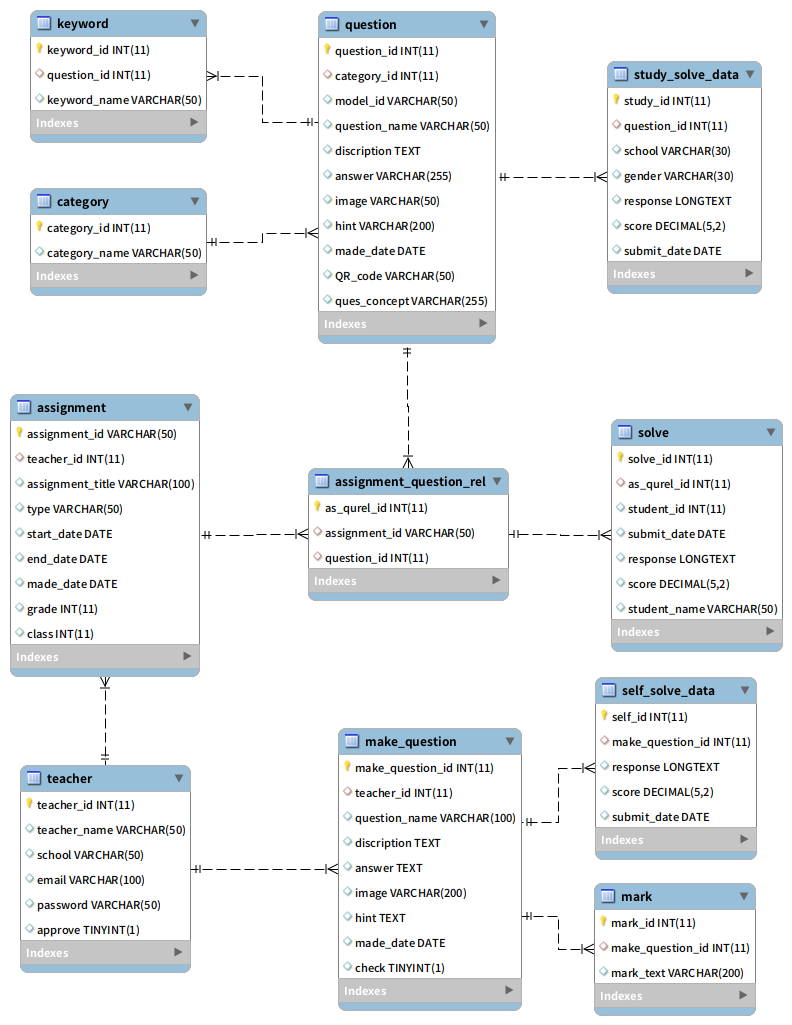 keyword
keyword_id INT(11)
question_id INT(11)
keyword_name VARCHAR(50)
Indexes
category
category_id INT(11)
category_name VARCHAR(50)
Indexes
question
question_id INT(11)
category_id INT(11)
model_id VARCHAR(50)
question_name VARCHAR(50)
discription TEXT
answer VARCHAR(255)
image VARCHAR(50)
hint VARCHAR(200)
made_date DATE
QR_code VARCHAR(50)
ques_concept VARCHAR(255)
Indexes
study_solve_data
study_id INT(11)
question_id INT(11)
school VARCHAR(30)
gender VARCHAR(30)
response LONGTEXT
score DECIMAL(5,2)
submit_date DATE
Indexes
assignment
assignment_id VARCHAR(50)
teacher_id INT(11)
assignment_title VARCHAR(100)
type VARCHAR(50)
start_date DATE
end_date DATE
made_date DATE
grade INT(11)
class INT(11)
Indexes
assignment_question_rel
as_qurel_id INT(11)
assignment_id VARCHAR(50)
question_id INT(11)
Indexes
solve
solve_id INT(11)
as_qurel_id INT(11)
student_id INT(11)
submit_date DATE
response LONGTEXT
score DECIMAL(5,2)
student_name VARCHAR(50)
Indexes
teacher
teacher_id INT(11)
teacher_name VARCHAR(50)
school VARCHAR(50)
email VARCHAR(100)
password VARCHAR(50)
approve TINYINT(1)
Indexes
make_question
make_question_id INT(11)
teacher_id INT(11)
question_name VARCHAR(100)
discription TEXT
answer TEXT
image VARCHAR(200)
hint TEXT
made_date DATE
check TINYINT(1)
Indexes
self_solve_data
self_id INT(11)
make_question_id INT(11)
response LONGTEXT
score DECIMAL(5,2)
submit_date DATE
Indexes
mark
mark_id INT(11)
make_question_id INT(11)
mark_text VARCHAR(200)
Indexes